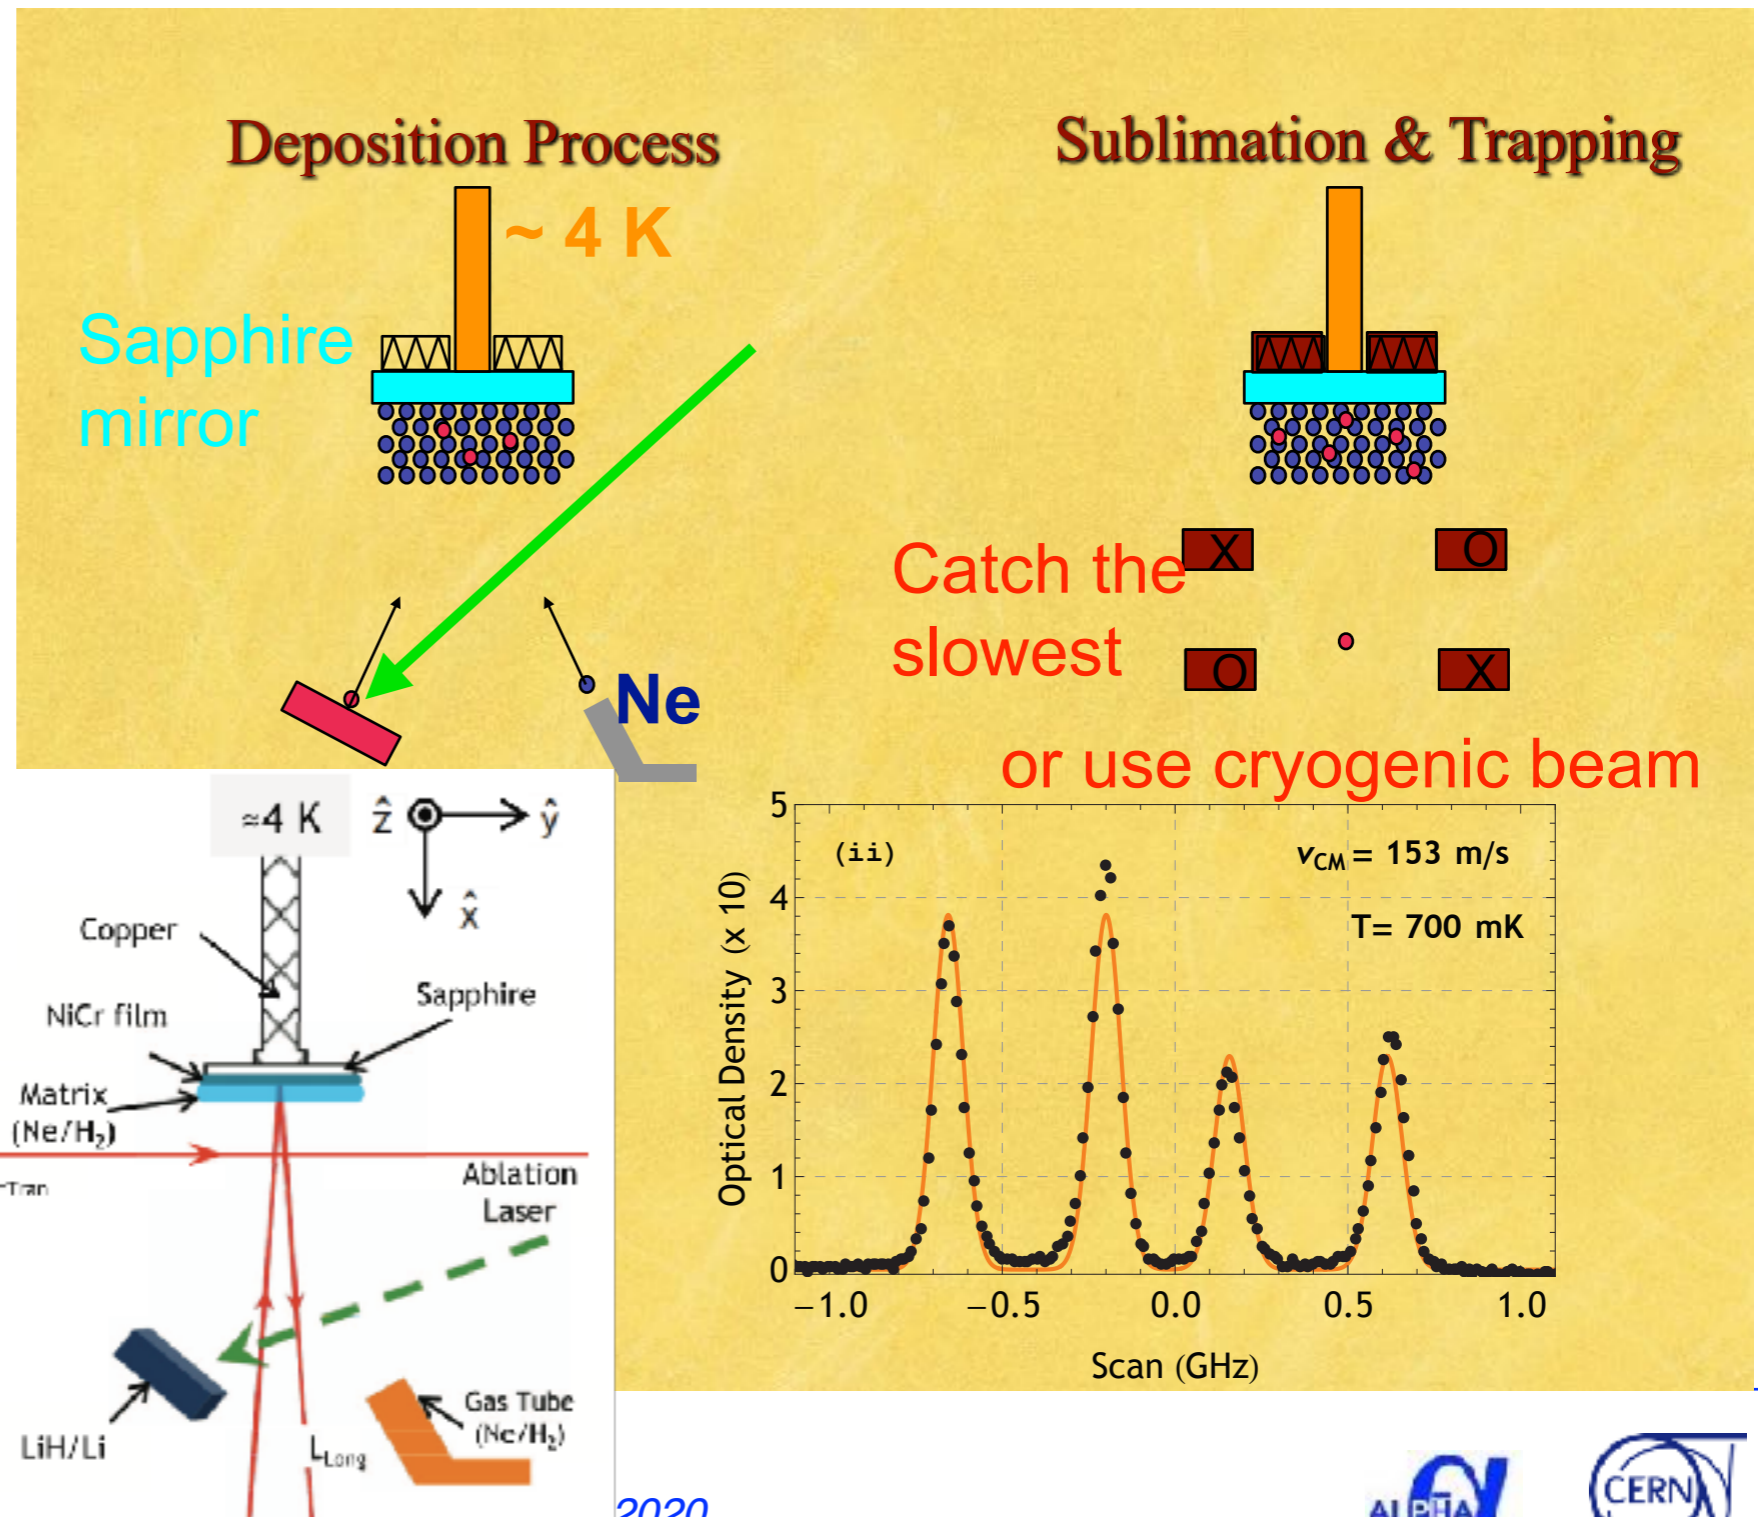 Deposition Process
~ 4 K
Sapphire
mirror
Ne
Sublimation & Trapping
Catch the
slowest
X
O
O
X
or use cryogenic beam
≈4 K
ẑ
ŷ
x̂
Copper
NiCr film
Sapphire
Matrix
(Ne/H₂)
Ablation
Laser
LiH/Li
L_Long
Gas Tube
(Ne/H₂)
5
4
3
2
1
0
Optical Density (x 10)
(ii)
v_CM = 153 m/s
T= 700 mK
−1.0
−0.5
0.0
0.5
1.0
Scan (GHz)
2020
ALPHA
CERN